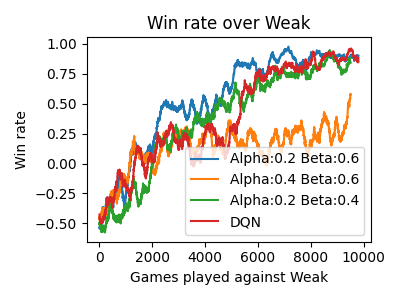 Win rate over Weak
Win rate
1.00
0.75
0.50
0.25
0.00
−0.25
−0.50
Alpha:0.2 Beta:0.6
Alpha:0.4 Beta:0.6
Alpha:0.2 Beta:0.4
DQN
0 2000 4000 6000 8000 10000
Games played against Weak